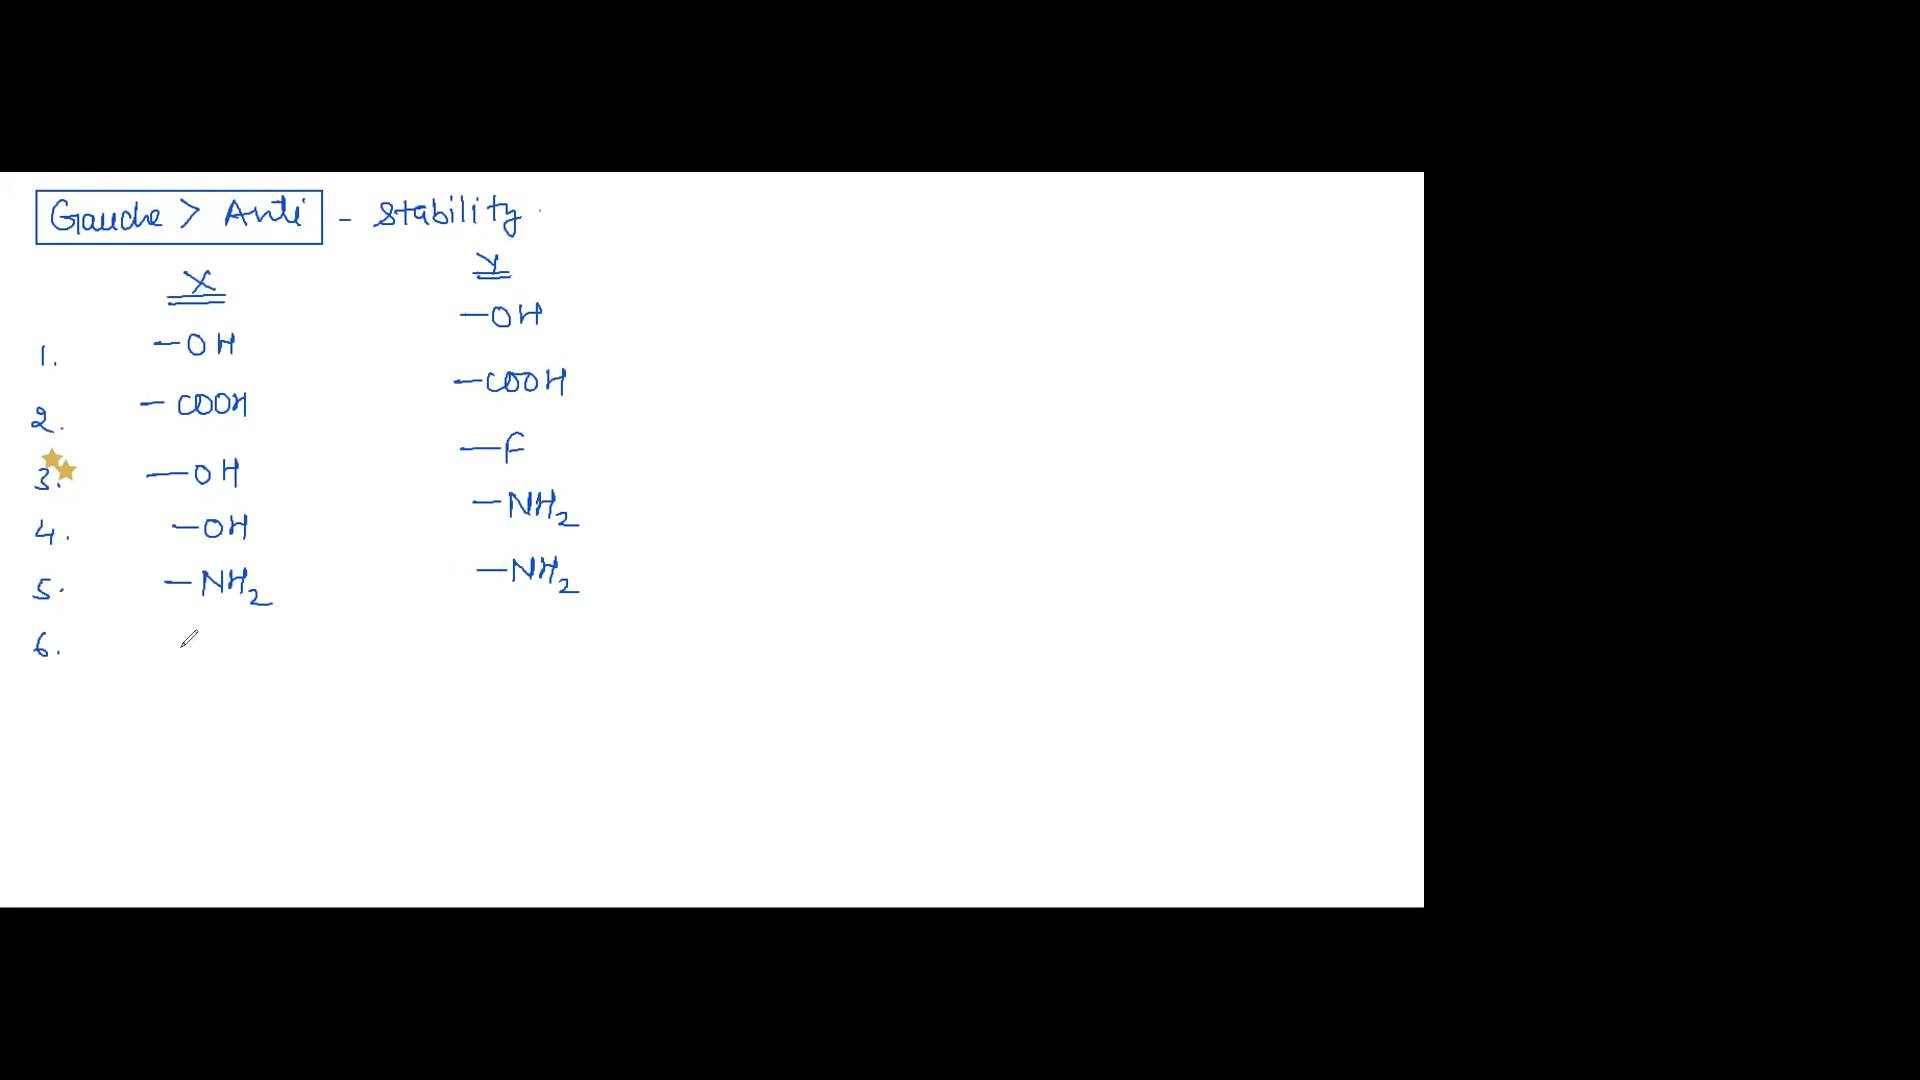 Gauche > Anti - Stability
X Y
1. -OH -OH
2. -COOH -COOH
3. -OH -F
4. -OH -NH2
5. -NH2 -NH2
6.